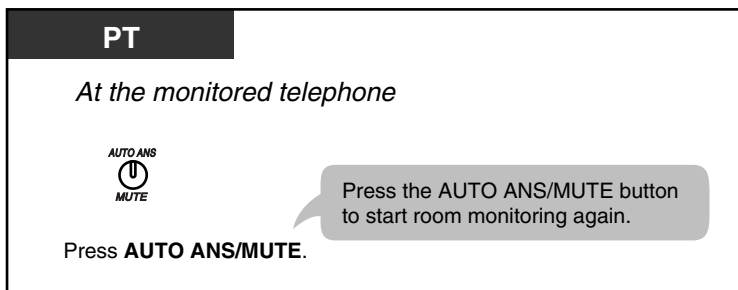 PT
At the monitored telephone
AUTO ANS
MUTE
Press the AUTO ANS/MUTE button
to start room monitoring again.
Press AUTO ANS/MUTE.